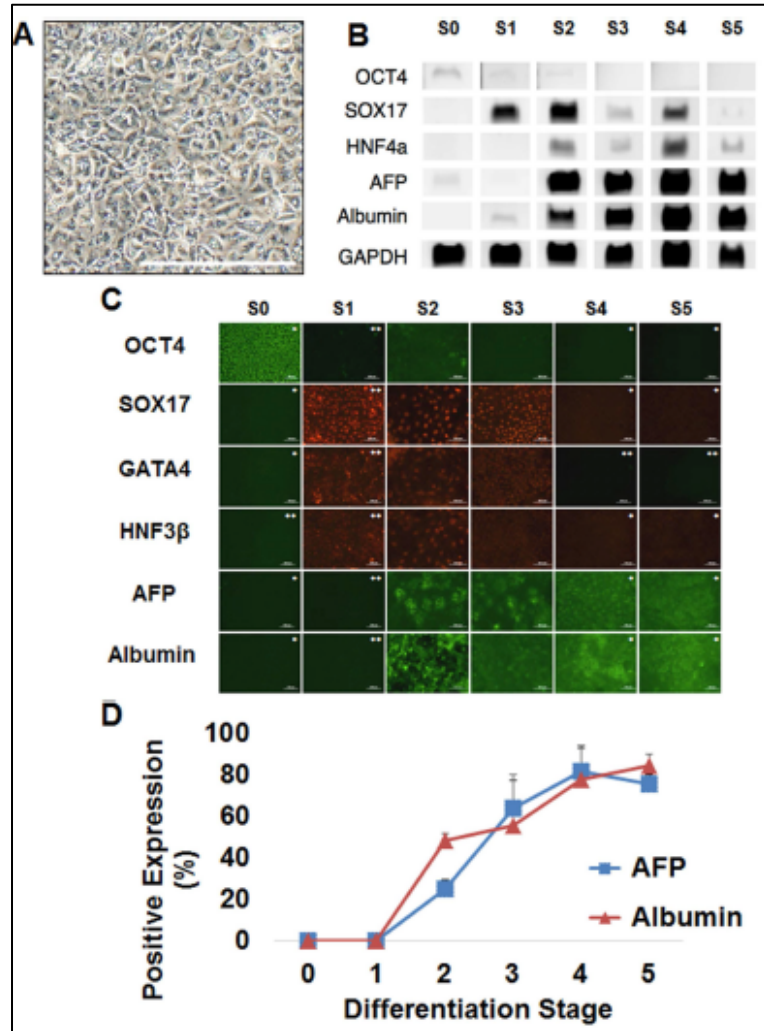 A
B
S0 S1 S2 S3 S4 S5
OCT4
SOX17
HNF4a
AFP
Albumin
GAPDH
C
S0 S1 S2 S3 S4 S5
OCT4
SOX17
GATA4
HNF3β
AFP
Albumin
D
100
80
60
40
20
0
Positive Expression
(%)
AFP
Albumin
0 1 2 3 4 5
Differentiation Stage